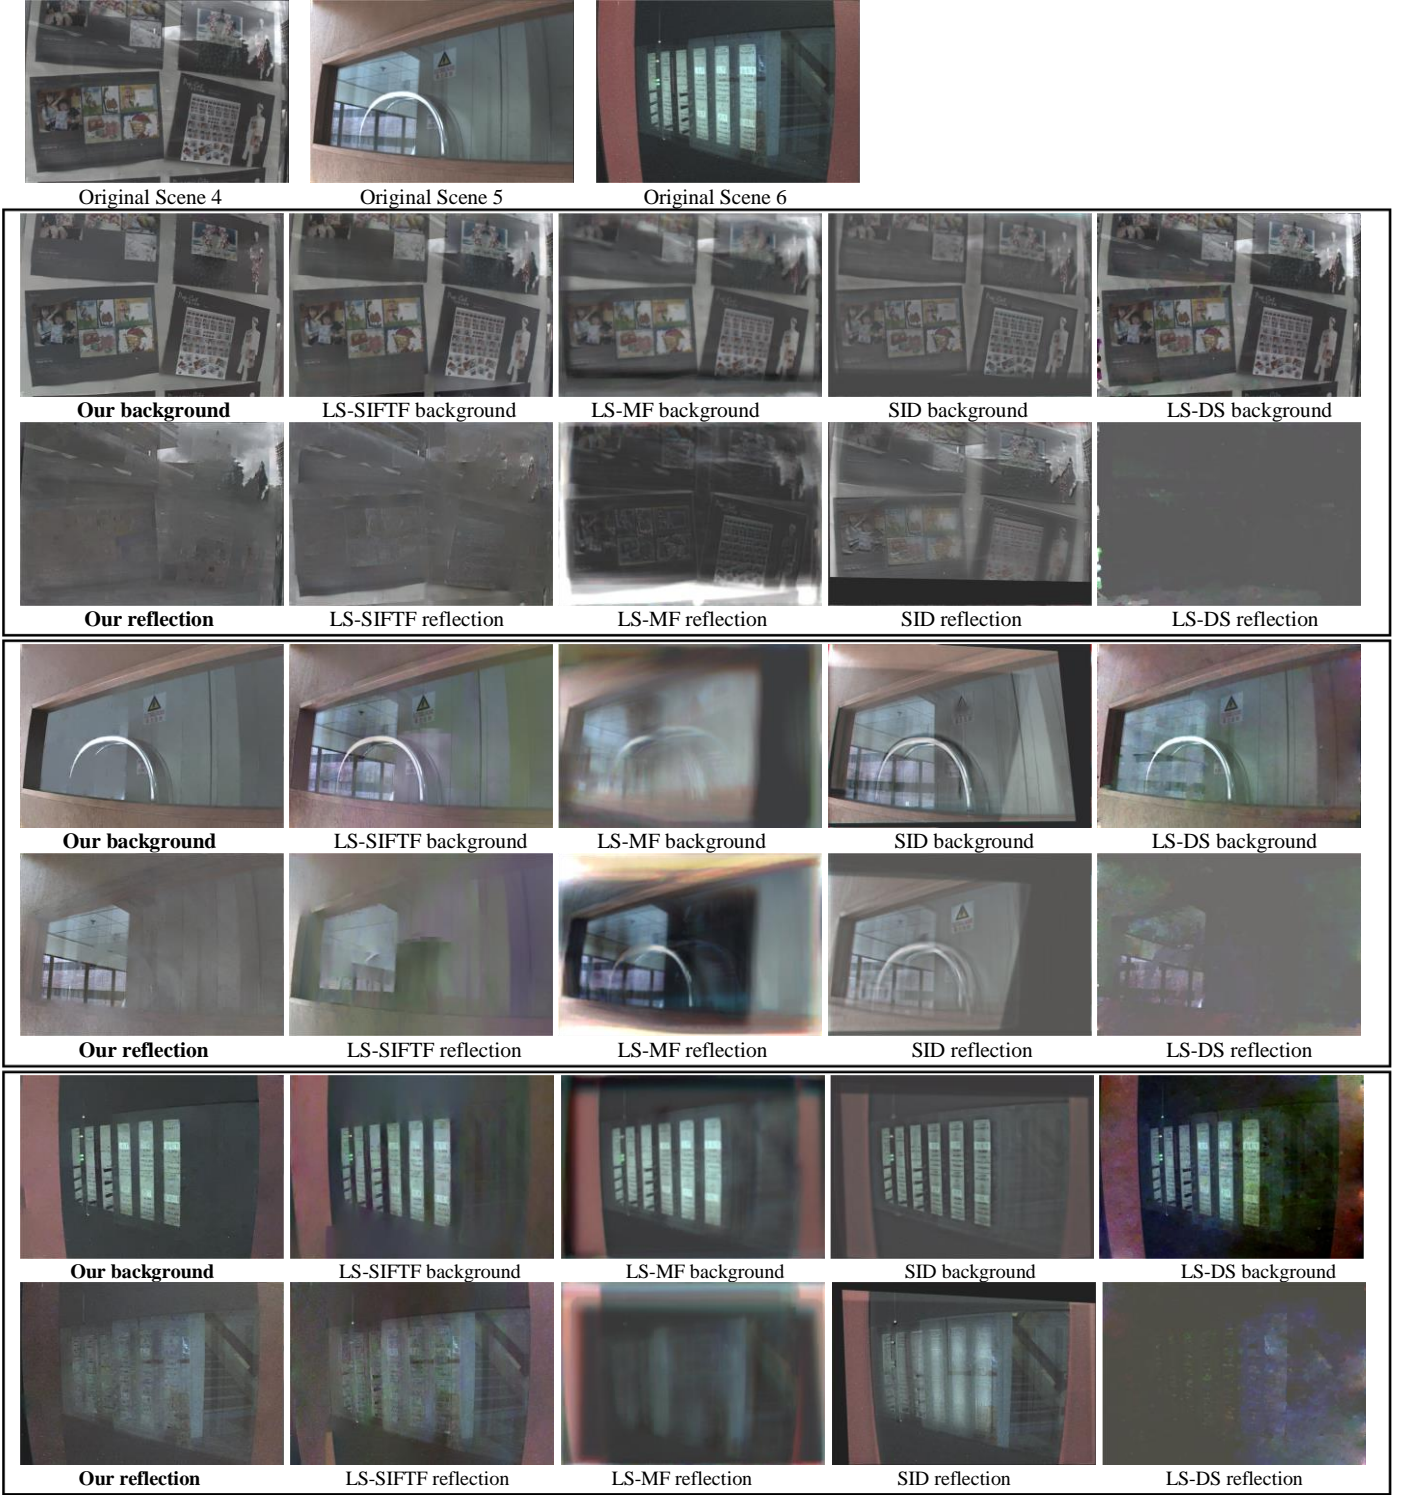 Original Scene 4 Original Scene 5 Original Scene 6
Our background LS-SIFTF background LS-MF background SID background LS-DS background
Our reflection LS-SIFTF reflection LS-MF reflection SID reflection LS-DS reflection
Our background LS-SIFTF background LS-MF background SID background LS-DS background
Our reflection LS-SIFTF reflection LS-MF reflection SID reflection LS-DS reflection
Our background LS-SIFTF background LS-MF background SID background LS-DS background
Our reflection LS-SIFTF reflection LS-MF reflection SID reflection LS-DS reflection